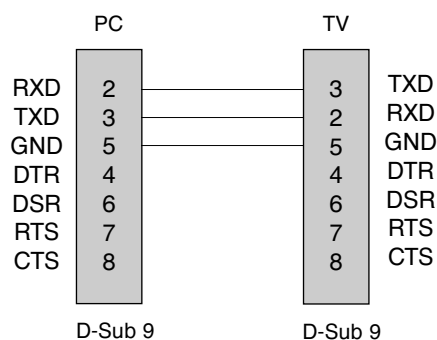 PC TV
RXD 2 3 TXD
TXD 3 2 RXD
GND 5 5 GND
DTR 4 4 DTR
DSR 6 6 DSR
RTS 7 7 RTS
CTS 8 8 CTS
D-Sub 9 D-Sub 9